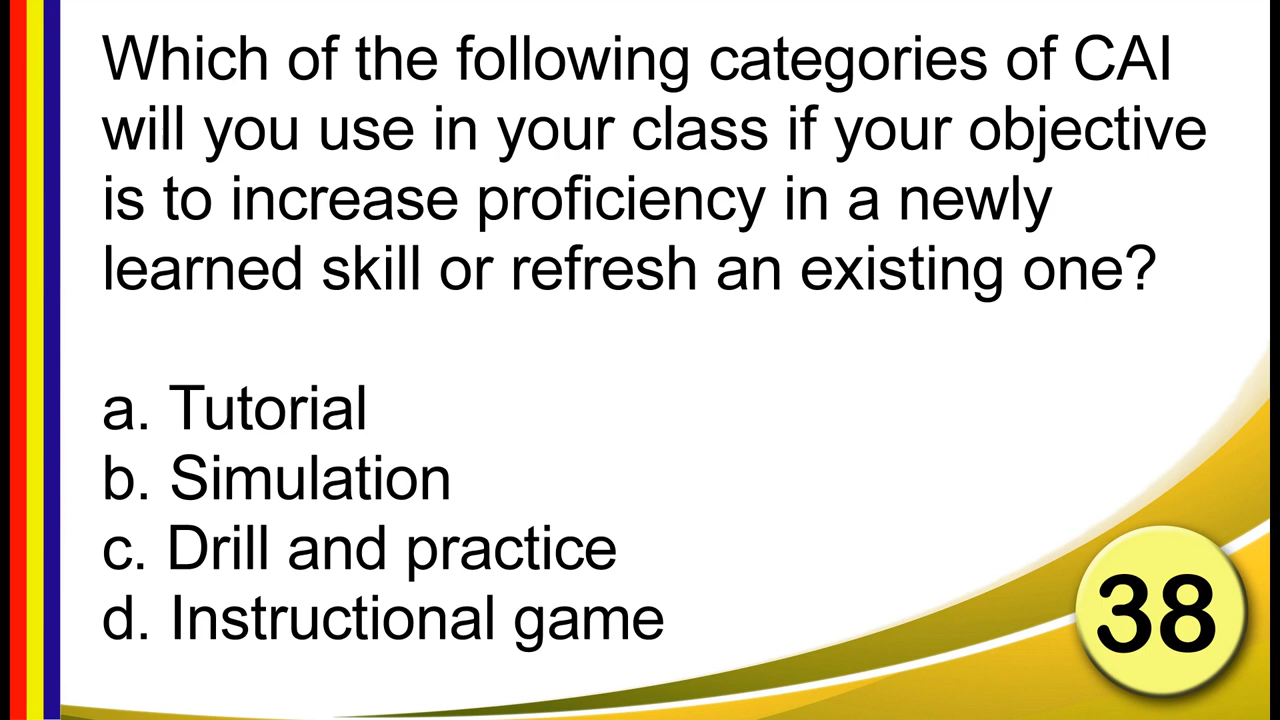 Which of the following categories of CAI
will you use in your class if your objective
is to increase proficiency in a newly
learned skill or refresh an existing one?
a. Tutorial
b. Simulation
c. Drill and practice
d. Instructional game
38